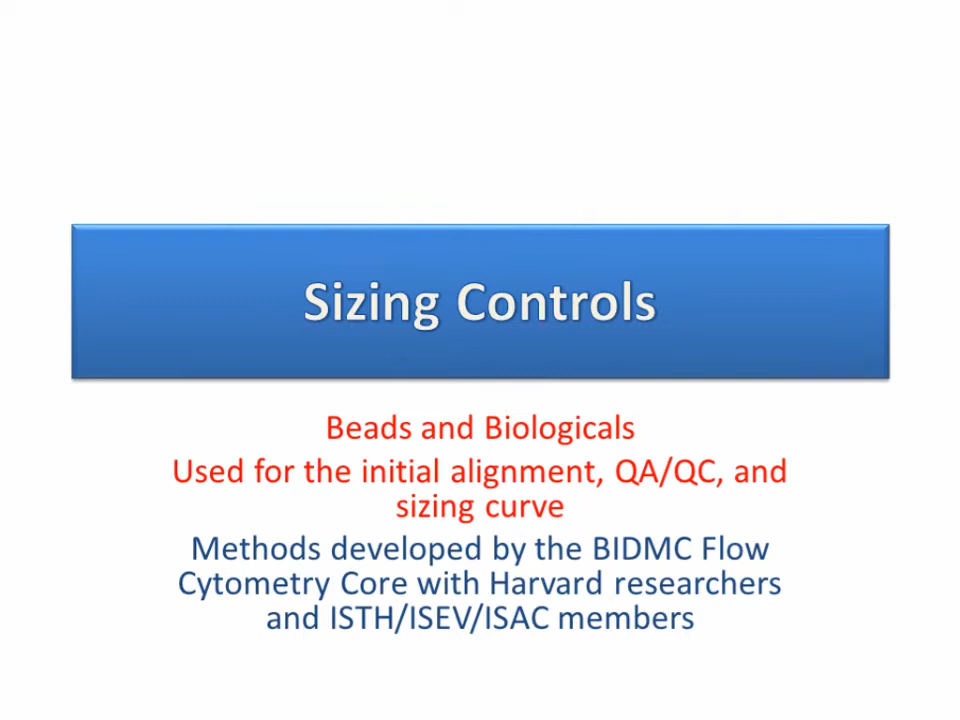 Sizing Controls
Beads and Biologicals
Used for the initial alignment, QA/QC, and
sizing curve
Methods developed by the BIDMC Flow
Cytometry Core with Harvard researchers
and ISTH/ISEV/ISAC members